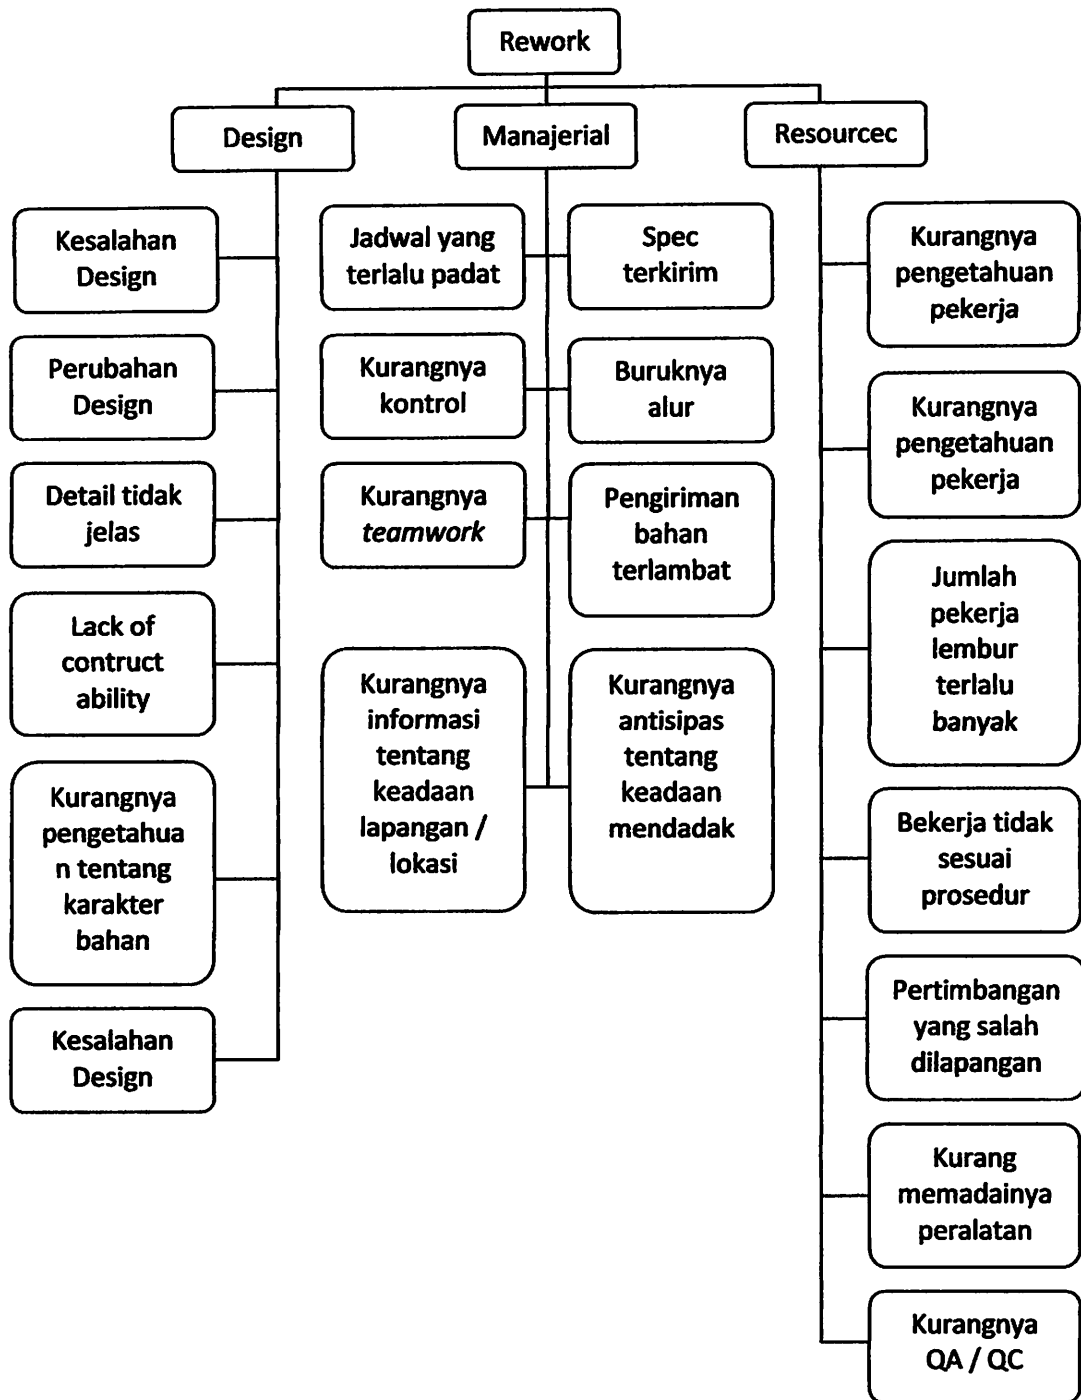 Rework
Design
Manajerial
Resourcec
Kesalahan
Design
Perubahan
Design
Detail tidak
jelas
Lack of
contruct
ability
Kurangnya
pengetahua
n tentang
karakter
bahan
Kesalahan
Design
Jadwal yang
terlalu padat
Spec
terkirim
Kurangnya
kontrol
Buruknya
alur
Kurangnya
teamwork
Pengiriman
bahan
terlambat
Kurangnya
informasi
tentang
keadaan
lapangan /
lokasi
Kurangnya
antisipas
tentang
keadaan
mendadak
Kurangnya
pengetahuan
pekerja
Kurangnya
pengetahuan
pekerja
Jumlah
pekerja
lembur
terlalu
banyak
Bekerja tidak
sesuai
prosedur
Pertimbangan
yang salah
dilapangan
Kurang
memadainya
peralatan
Kurangnya
QA / QC